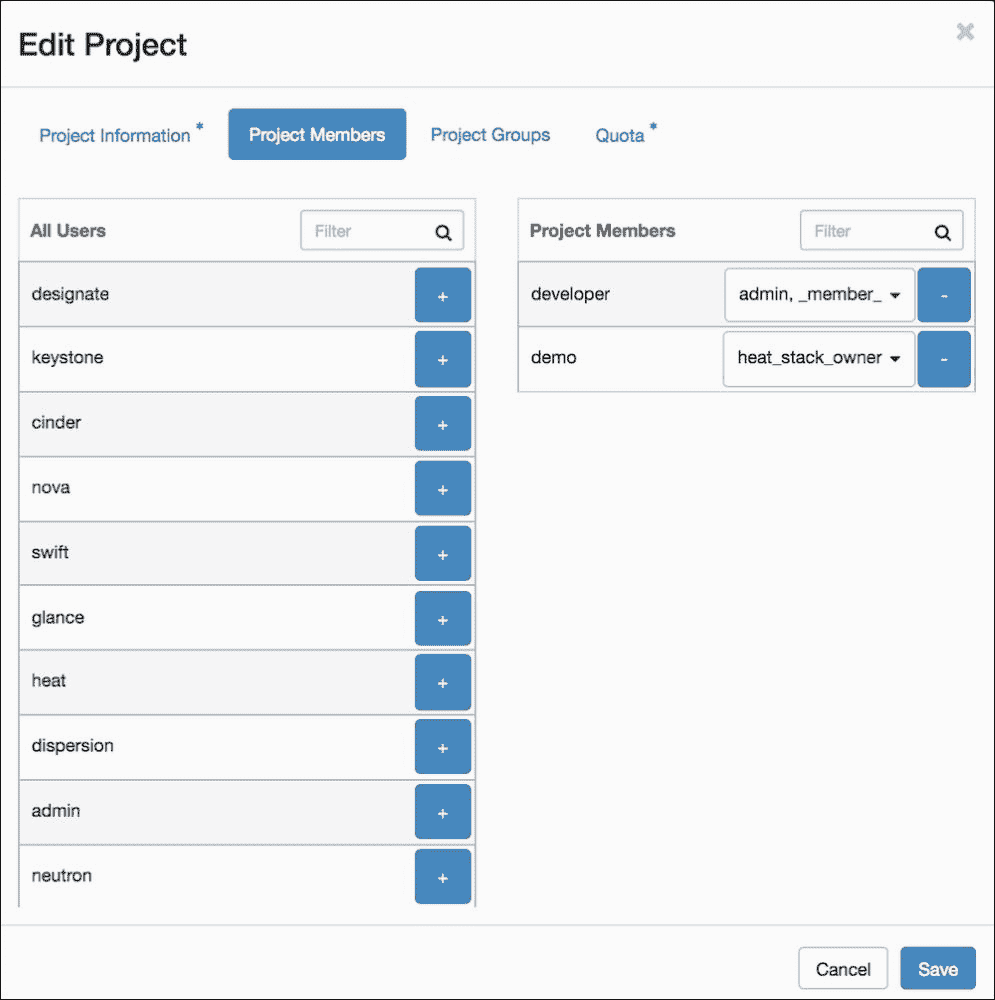 Edit Project
×
Project Information *
Project Members
Project Groups
Quota *
All Users
Filter
designate +
keystone +
cinder +
nova +
swift +
glance +
heat +
dispersion +
admin +
neutron +
Project Members
Filter
developer admin, _member_ -
demo heat_stack_owner -
Cancel
Save